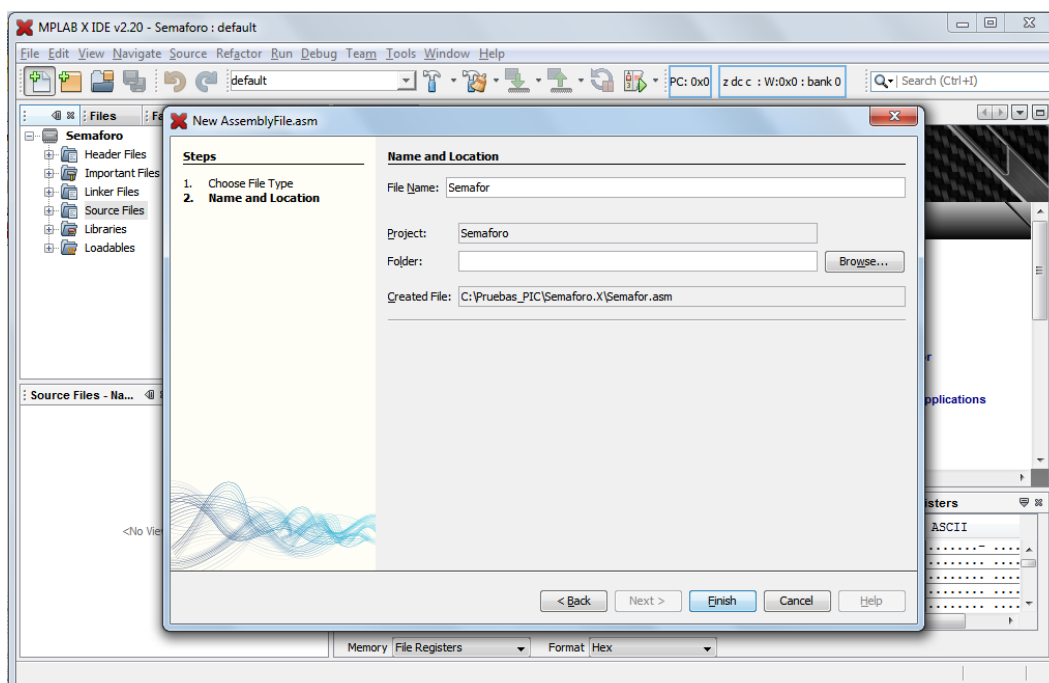 MPLAB X IDE v2.20 - Semaforo : default
File Edit View Navigate Source Refactor Run Debug Team Tools Window Help
default
PC: 0x0
z dc c : W:0x0 : bank 0
Search (Ctrl+I)
Files
New AssemblyFile.asm
Semaforo
Header Files
Important Files
Linker Files
Source Files
Libraries
Loadables
Steps
1. Choose File Type
2. Name and Location
Name and Location
File Name: Semafor
Project: Semaforo
Folder:
Browse...
Created File: C:\Pruebas_PIC\Semaforo.X\Semafor.asm
Source Files - Na...
<No Vie
pplications
isters
ASCII
< Back
Next >
Finish
Cancel
Help
Memory File Registers
Format Hex